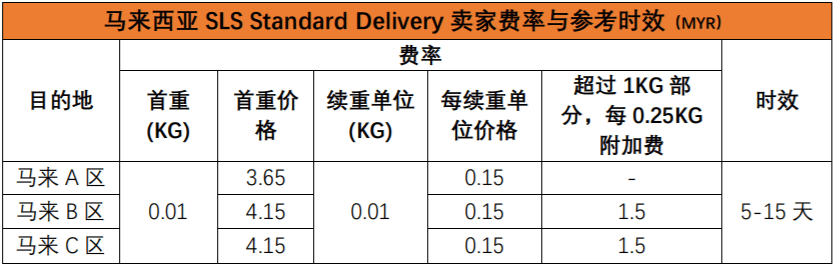 马来西亚 SLS Standard Delivery 卖家费率与参考时效 (MYR)
目的地 费率 时效
首重 (KG) 首重价格 续重单位 (KG) 每续重单位价格 超过 1KG 部分，每 0.25KG 附加费
马来 A 区 0.01 3.65 0.01 0.15 - 5-15 天
马来 B 区 4.15 0.15 1.5
马来 C 区 4.15 0.15 1.5